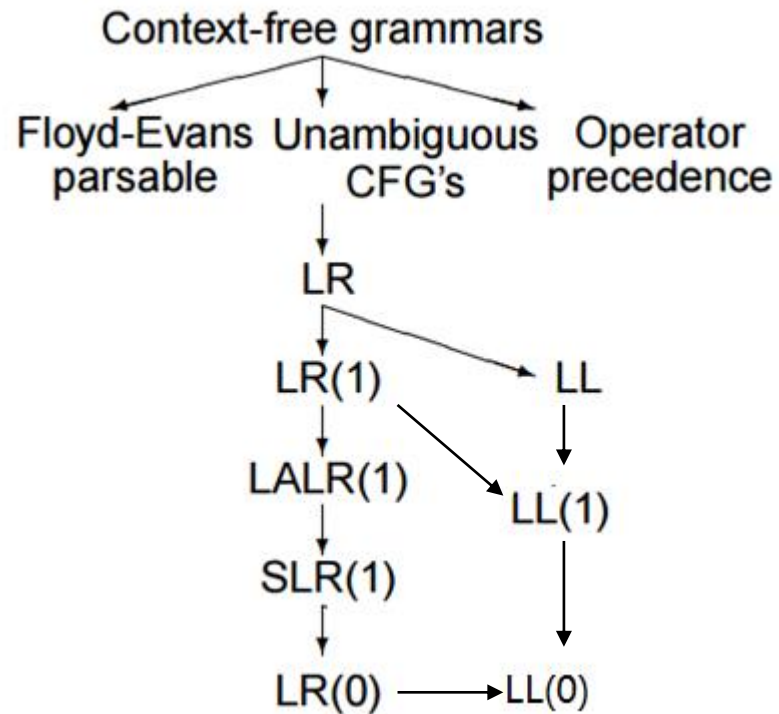 Context-free grammars
Floyd-Evans parsable
Unambiguous CFG's
Operator precedence
LR
LR(1)
LL
LALR(1)
LL(1)
SLR(1)
LR(0)
LL(0)